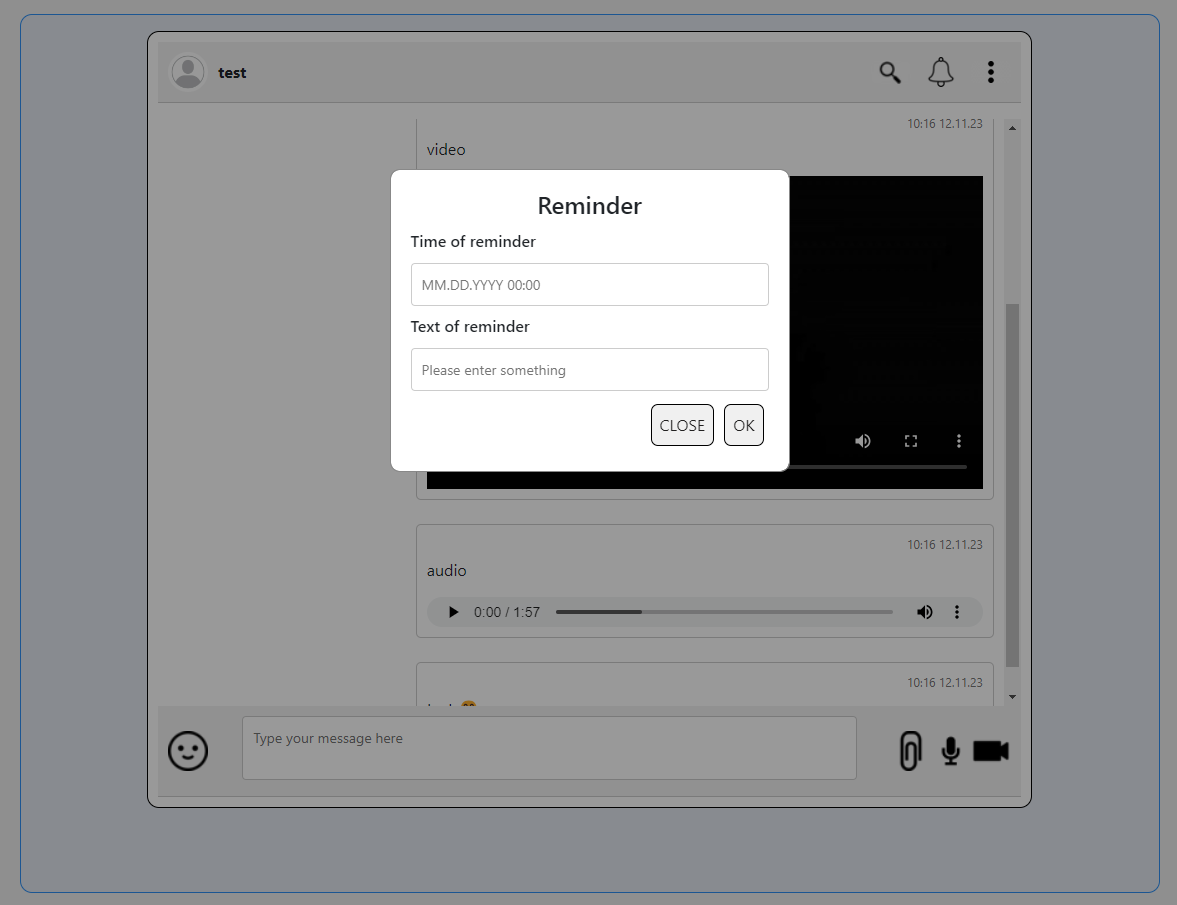 test
10:16 12.11.23
video
Reminder
Time of reminder
MM.DD.YYYY 00:00
Text of reminder
Please enter something
CLOSE OK
10:16 12.11.23
audio
0:00 / 1:57
10:16 12.11.23
Type your message here